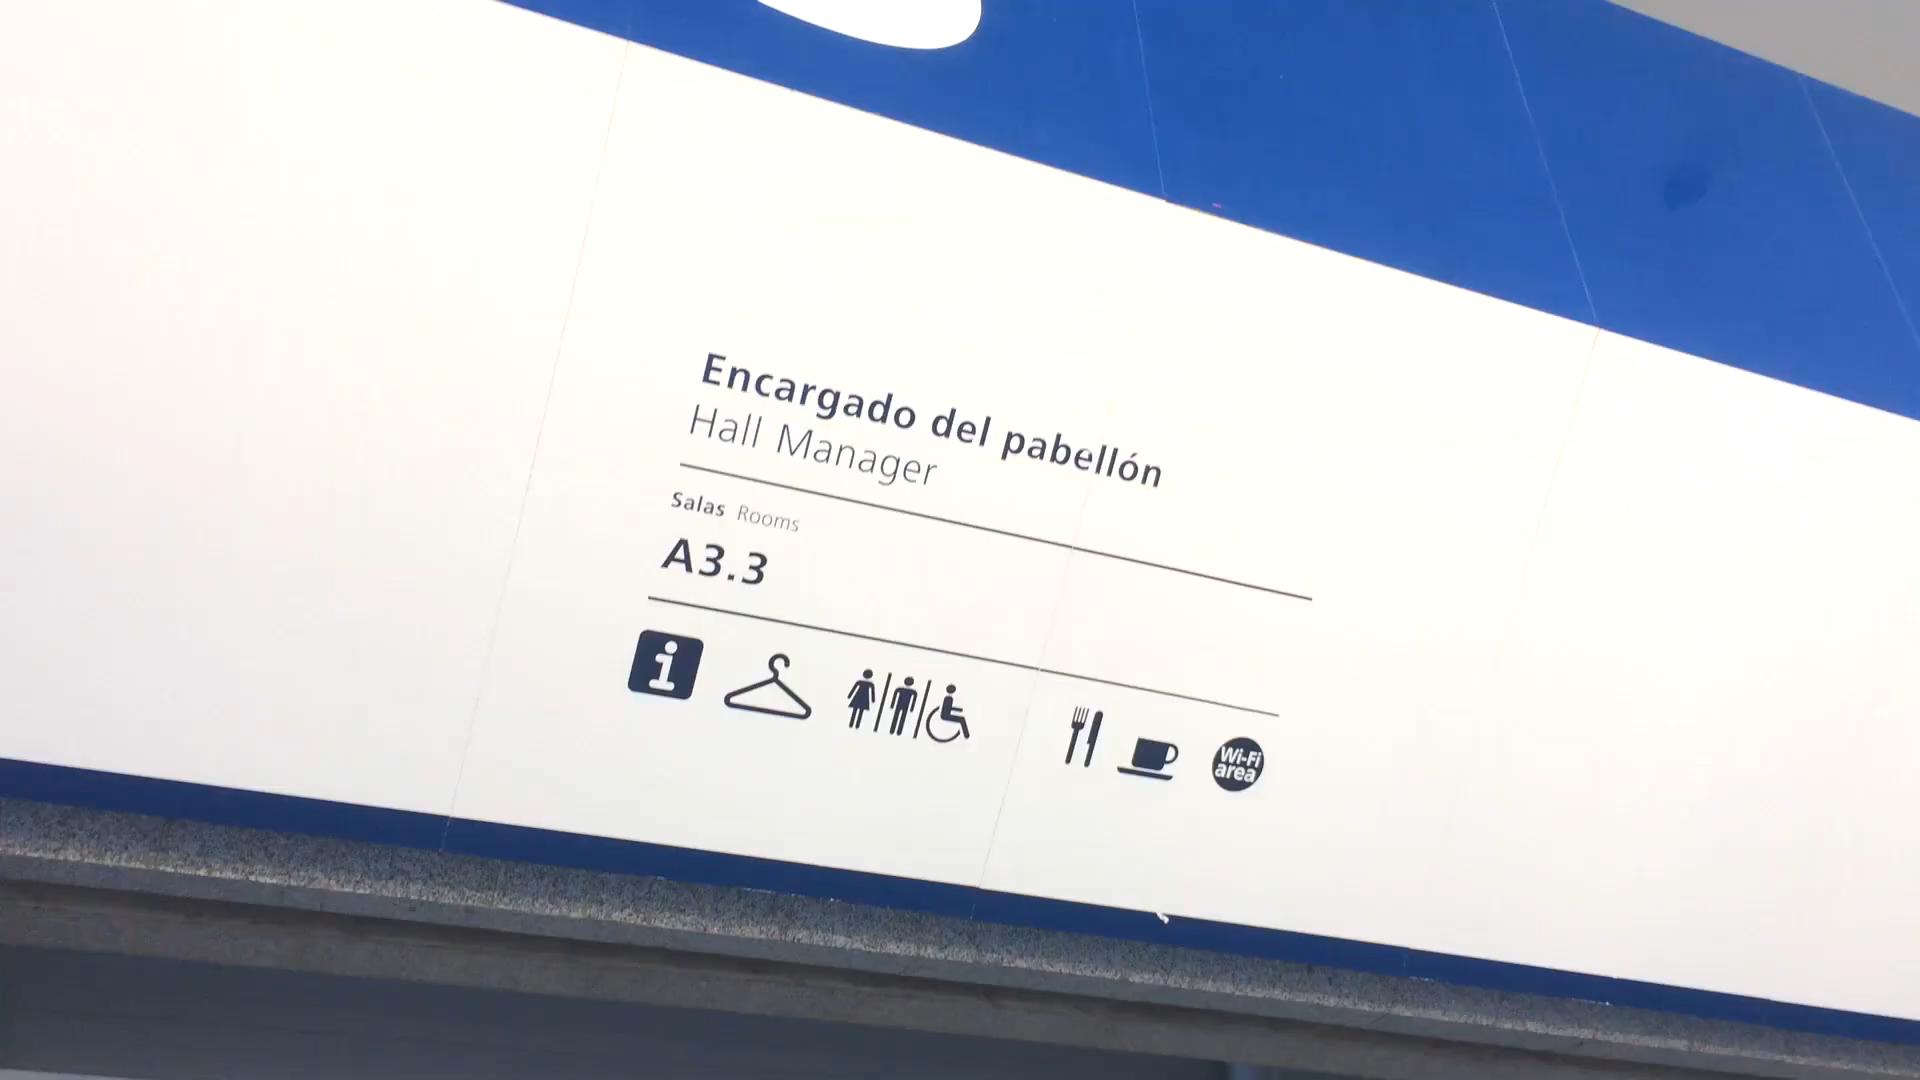 Encargado del pabellón
Hall Manager
Salas Rooms
A3.3
i
Wi-Fi
area